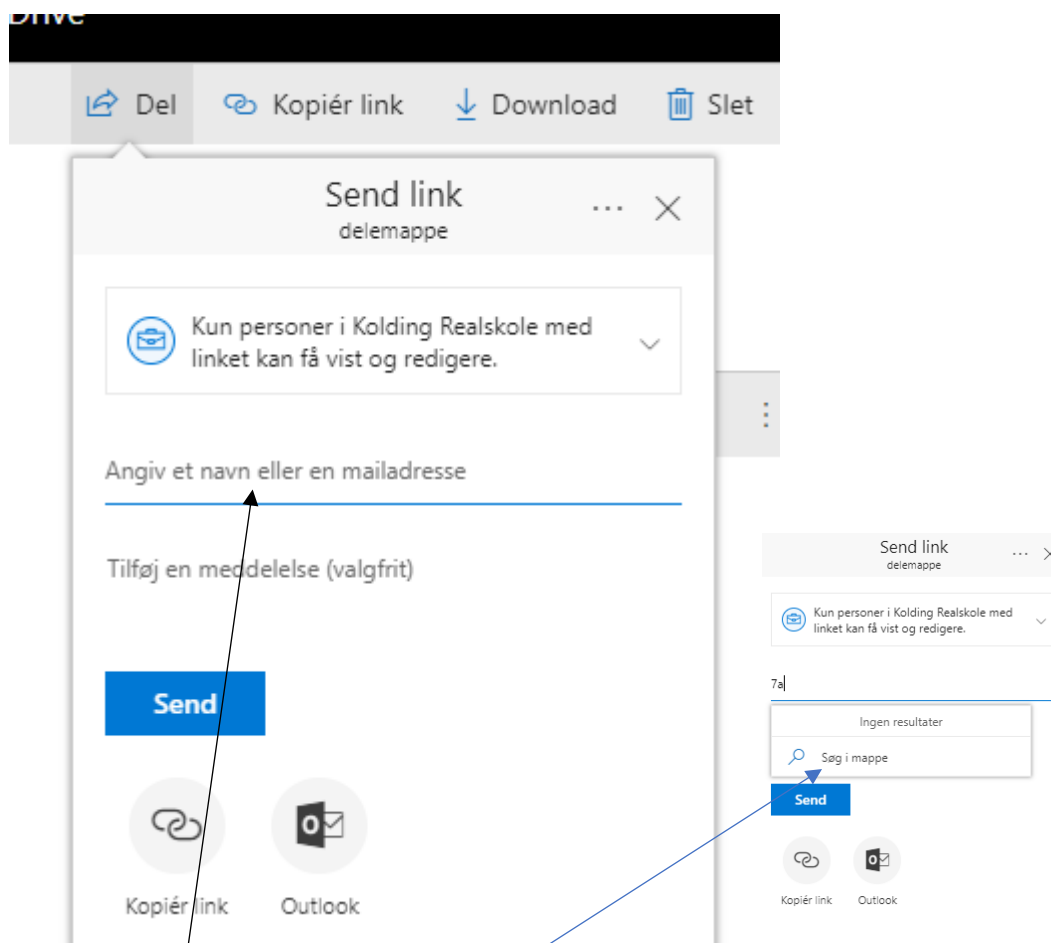 Drive
Del Kopiér link Download Slet
Send link
delemappe
Kun personer i Kolding Realskole med
linket kan få vist og redigere.
Angiv et navn eller en mailadresse
Tilføj en meddelelse (valgfrit)
Send
Kopiér link Outlook
Send link
delemappe
Kun personer i Kolding Realskole med
linket kan få vist og redigere.
7a
Ingen resultater
Søg i mappe
Send
Kopiér link Outlook